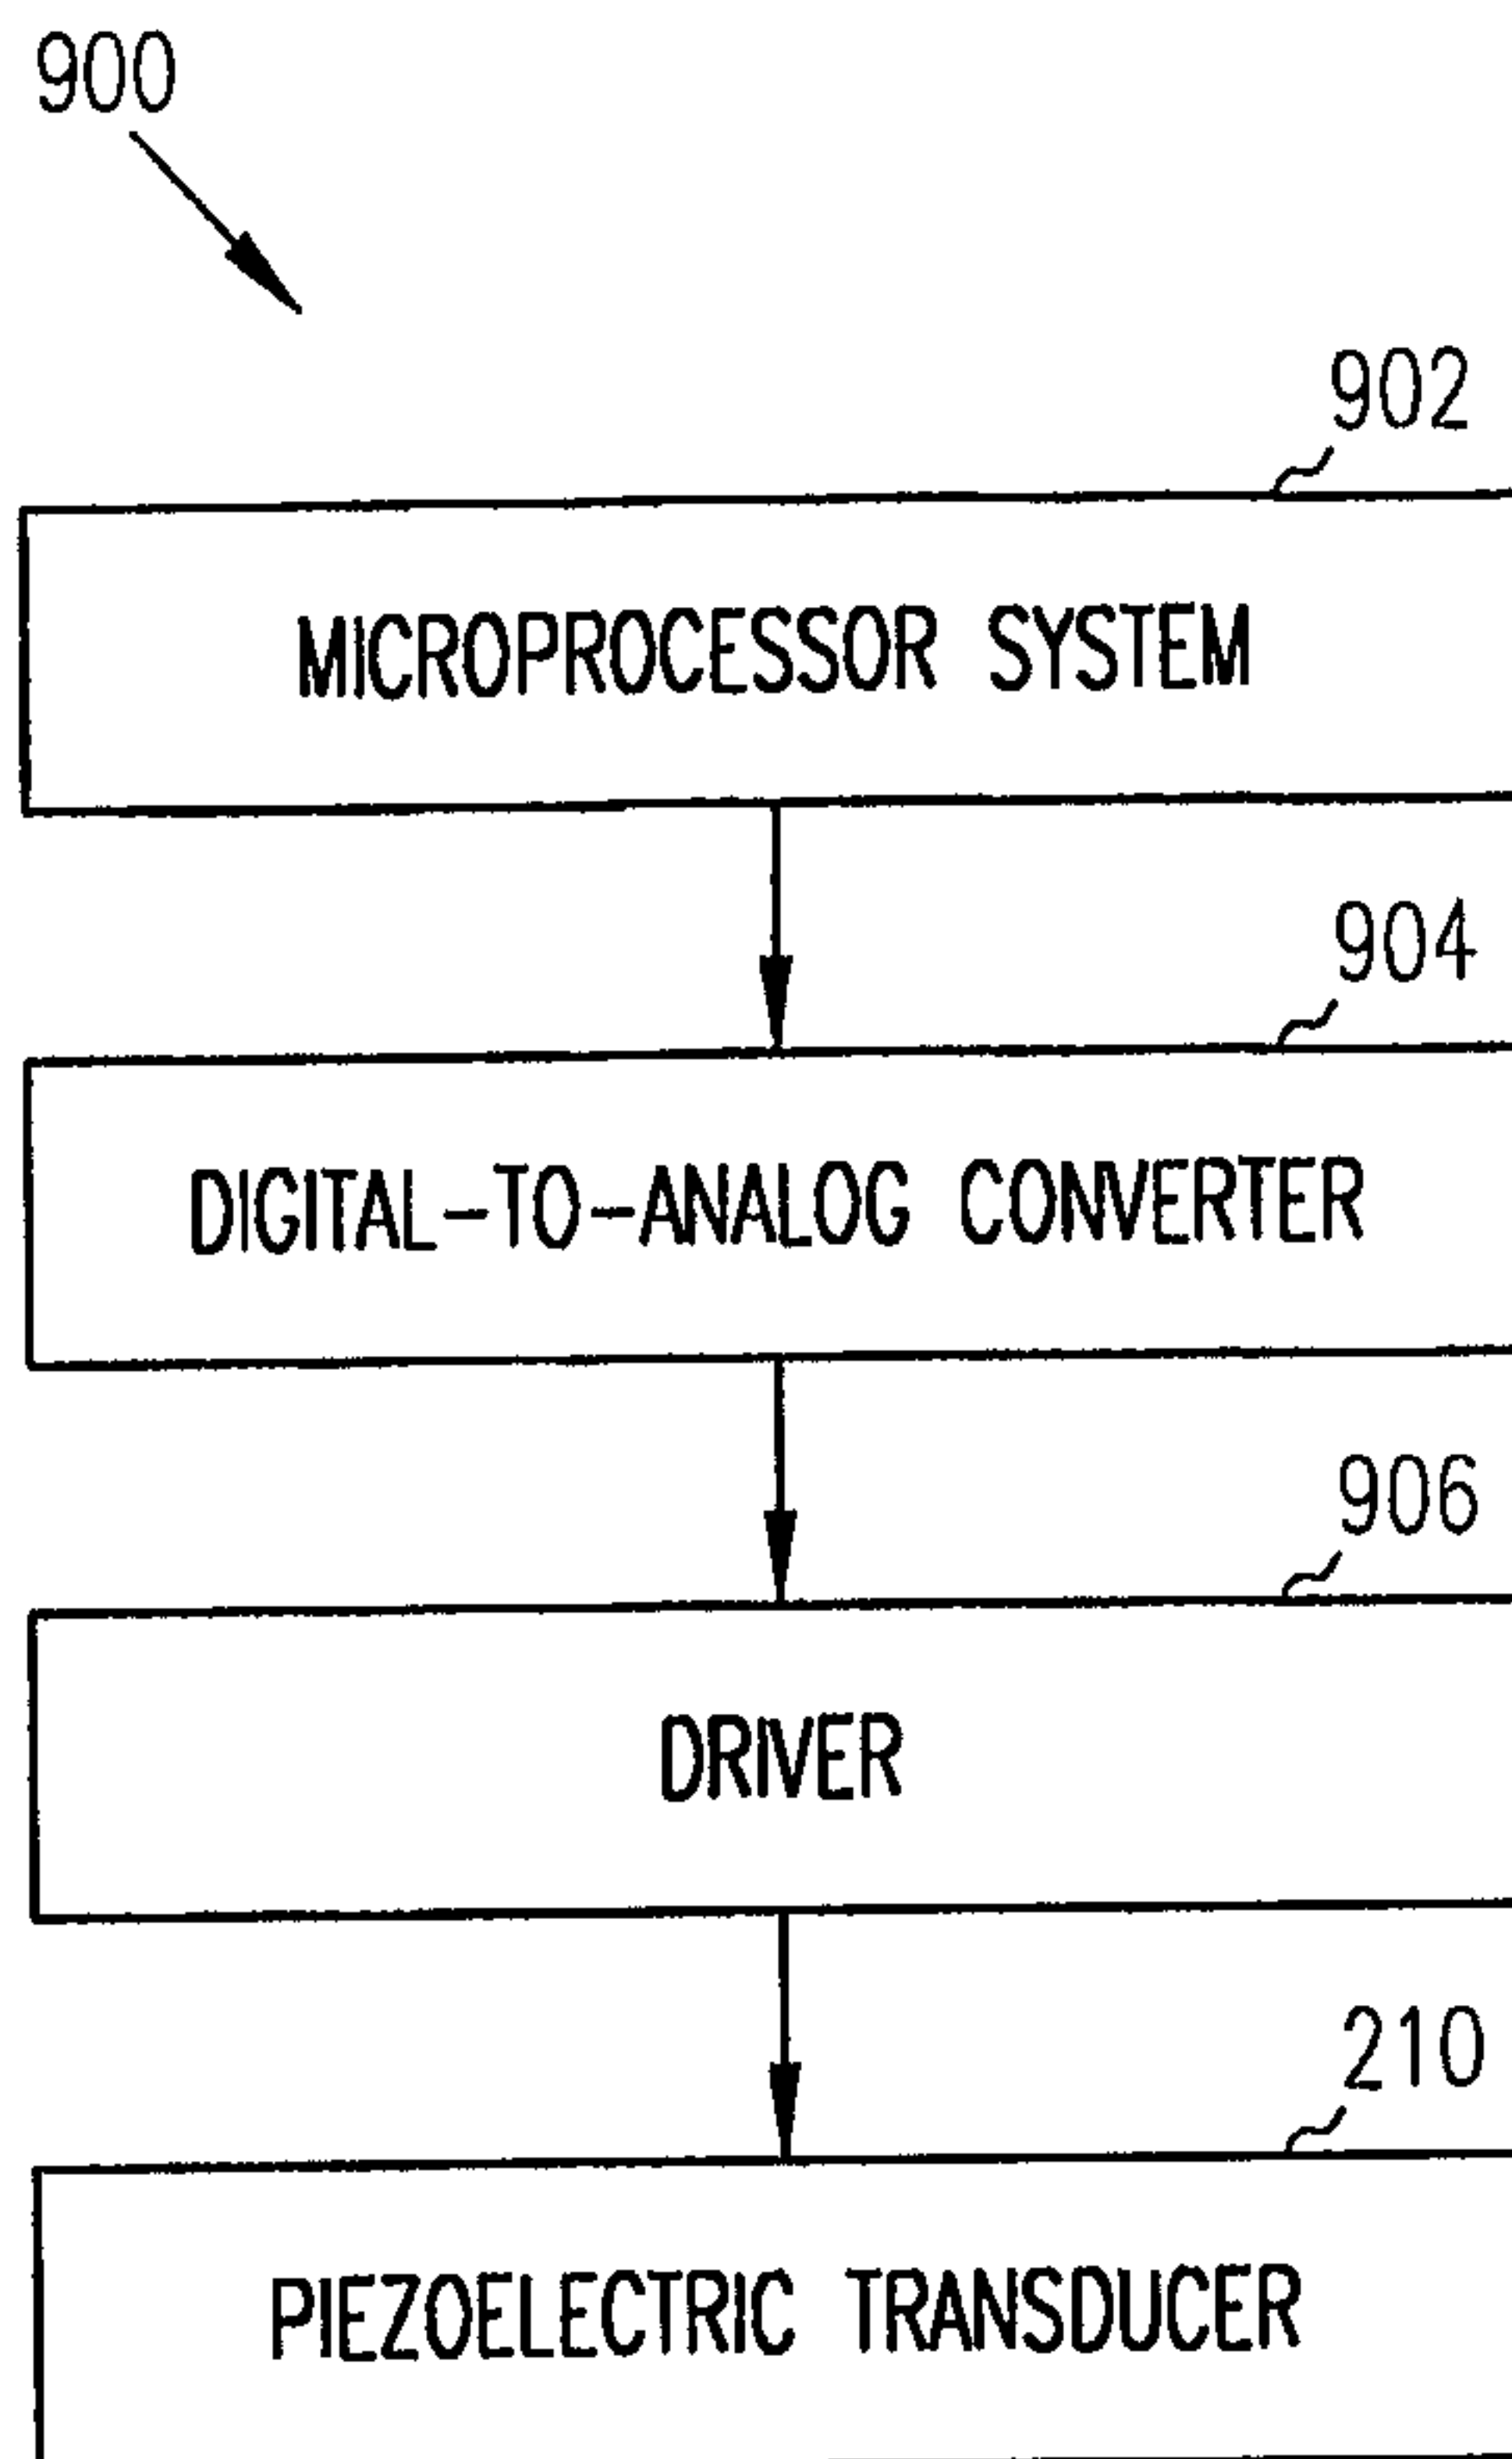 900
902
MICROPROCESSOR SYSTEM
904
DIGITAL-TO-ANALOG CONVERTER
906
DRIVER
210
PIEZOELECTRIC TRANSDUCER